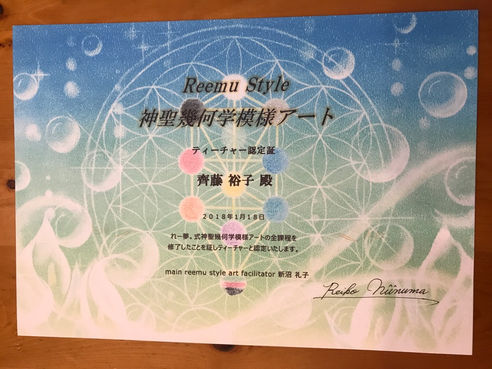 Reemu Style
神聖幾何学模様アート
ティーチャー認定証
齊藤 裕子 殿
2018年1月18日
れー夢。式神聖幾何学模様アートの全課程を
修了したことを証しティーチャーと認定いたします。
main reemu style art facilitator 新沼 礼子
Reiko Niinuma